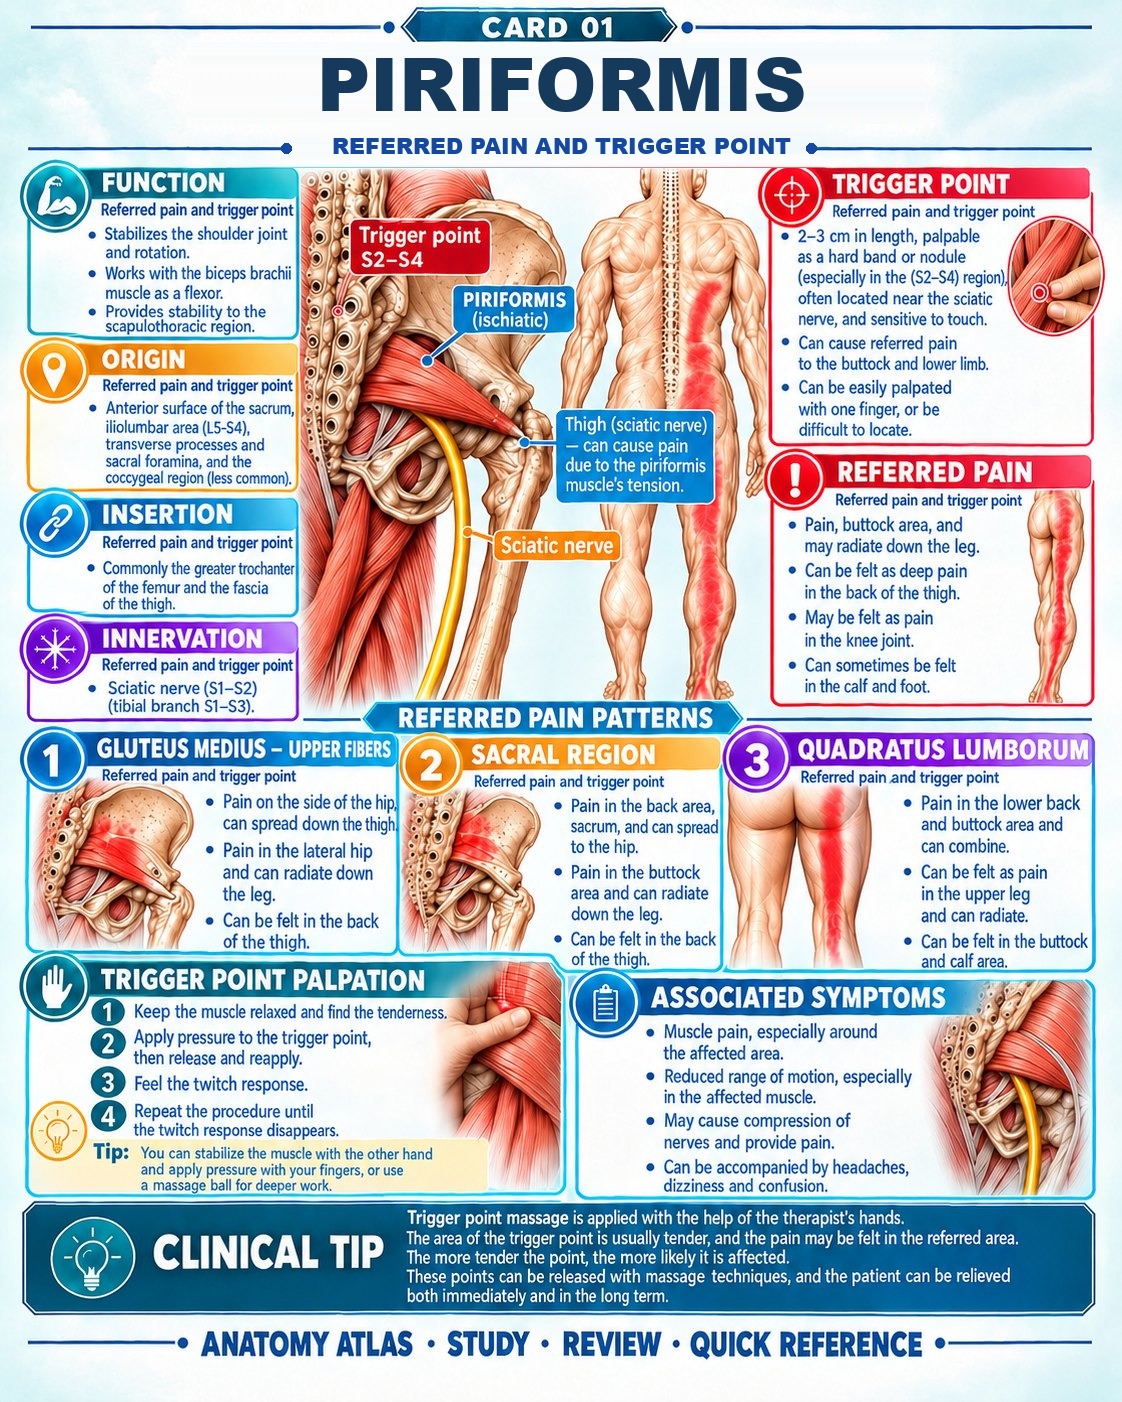 CARD 01
PIRIFORMIS
REFERRED PAIN AND TRIGGER POINT
FUNCTION
Referred pain and trigger point
• Stabilizes the shoulder joint
and rotation.
• Works with the biceps brachii
muscle as a flexor.
• Provides stability to the
scapulothoracic region.
ORIGIN
Referred pain and trigger point
• Anterior surface of the sacrum,
iliolumbar area (L5-S4),
transverse processes and
sacral foramina, and the
coccygeal region (less common).
INSERTION
Referred pain and trigger point
• Commonly the greater trochanter
of the femur and the fascia
of the thigh.
INNERVATION
Referred pain and trigger point
• Sciatic nerve (S1–S2)
(tibial branch S1–S3).
Trigger point
S2–S4
PIRIFORMIS
(ischiatic)
Thigh (sciatic nerve)
— can cause pain
due to the piriformis
muscle's tension.
Sciatic nerve
TRIGGER POINT
Referred pain and trigger point
• 2–3 cm in length, palpable
as a hard band or nodule
(especially in the (S2–S4) region),
often located near the sciatic
nerve, and sensitive to touch.
• Can cause referred pain
to the buttock and lower limb.
• Can be easily palpated
with one finger, or be
difficult to locate.
REFERRED PAIN
Referred pain and trigger point
• Pain, buttock area, and
may radiate down the leg.
• Can be felt as deep pain
in the back of the thigh.
• May be felt as pain
in the knee joint.
• Can sometimes be felt
in the calf and foot.
REFERRED PAIN PATTERNS
1 GLUTEUS MEDIUS – UPPER FIBERS
Referred pain and trigger point
• Pain on the side of the hip,
can spread down the thigh.
• Pain in the lateral hip
and can radiate down
the leg.
• Can be felt in the back
of the thigh.
2 SACRAL REGION
Referred pain and trigger point
• Pain in the back area,
sacrum, and can spread
to the hip.
• Pain in the buttock
area and can radiate
down the leg.
• Can be felt in the back
of the thigh.
3 QUADRATUS LUMBORUM
Referred pain and trigger point
• Pain in the lower back
and buttock area and
can combine.
• Can be felt as pain
in the upper leg
and can radiate.
• Can be felt in the buttock
and calf area.
TRIGGER POINT PALPATION
1 Keep the muscle relaxed and find the tenderness.
2 Apply pressure to the trigger point,
then release and reapply.
3 Feel the twitch response.
4 Repeat the procedure until
the twitch response disappears.
Tip: You can stabilize the muscle with the other hand
and apply pressure with your fingers, or use
a massage ball for deeper work.
ASSOCIATED SYMPTOMS
• Muscle pain, especially around
the affected area.
• Reduced range of motion, especially
in the affected muscle.
• May cause compression of
nerves and provide pain.
• Can be accompanied by headaches,
dizziness and confusion.
CLINICAL TIP
Trigger point massage is applied with the help of the therapist's hands.
The area of the trigger point is usually tender, and the pain may be felt in the referred area.
The more tender the point, the more likely it is affected.
These points can be released with massage techniques, and the patient can be relieved
both immediately and in the long term.
ANATOMY ATLAS • STUDY • REVIEW • QUICK REFERENCE